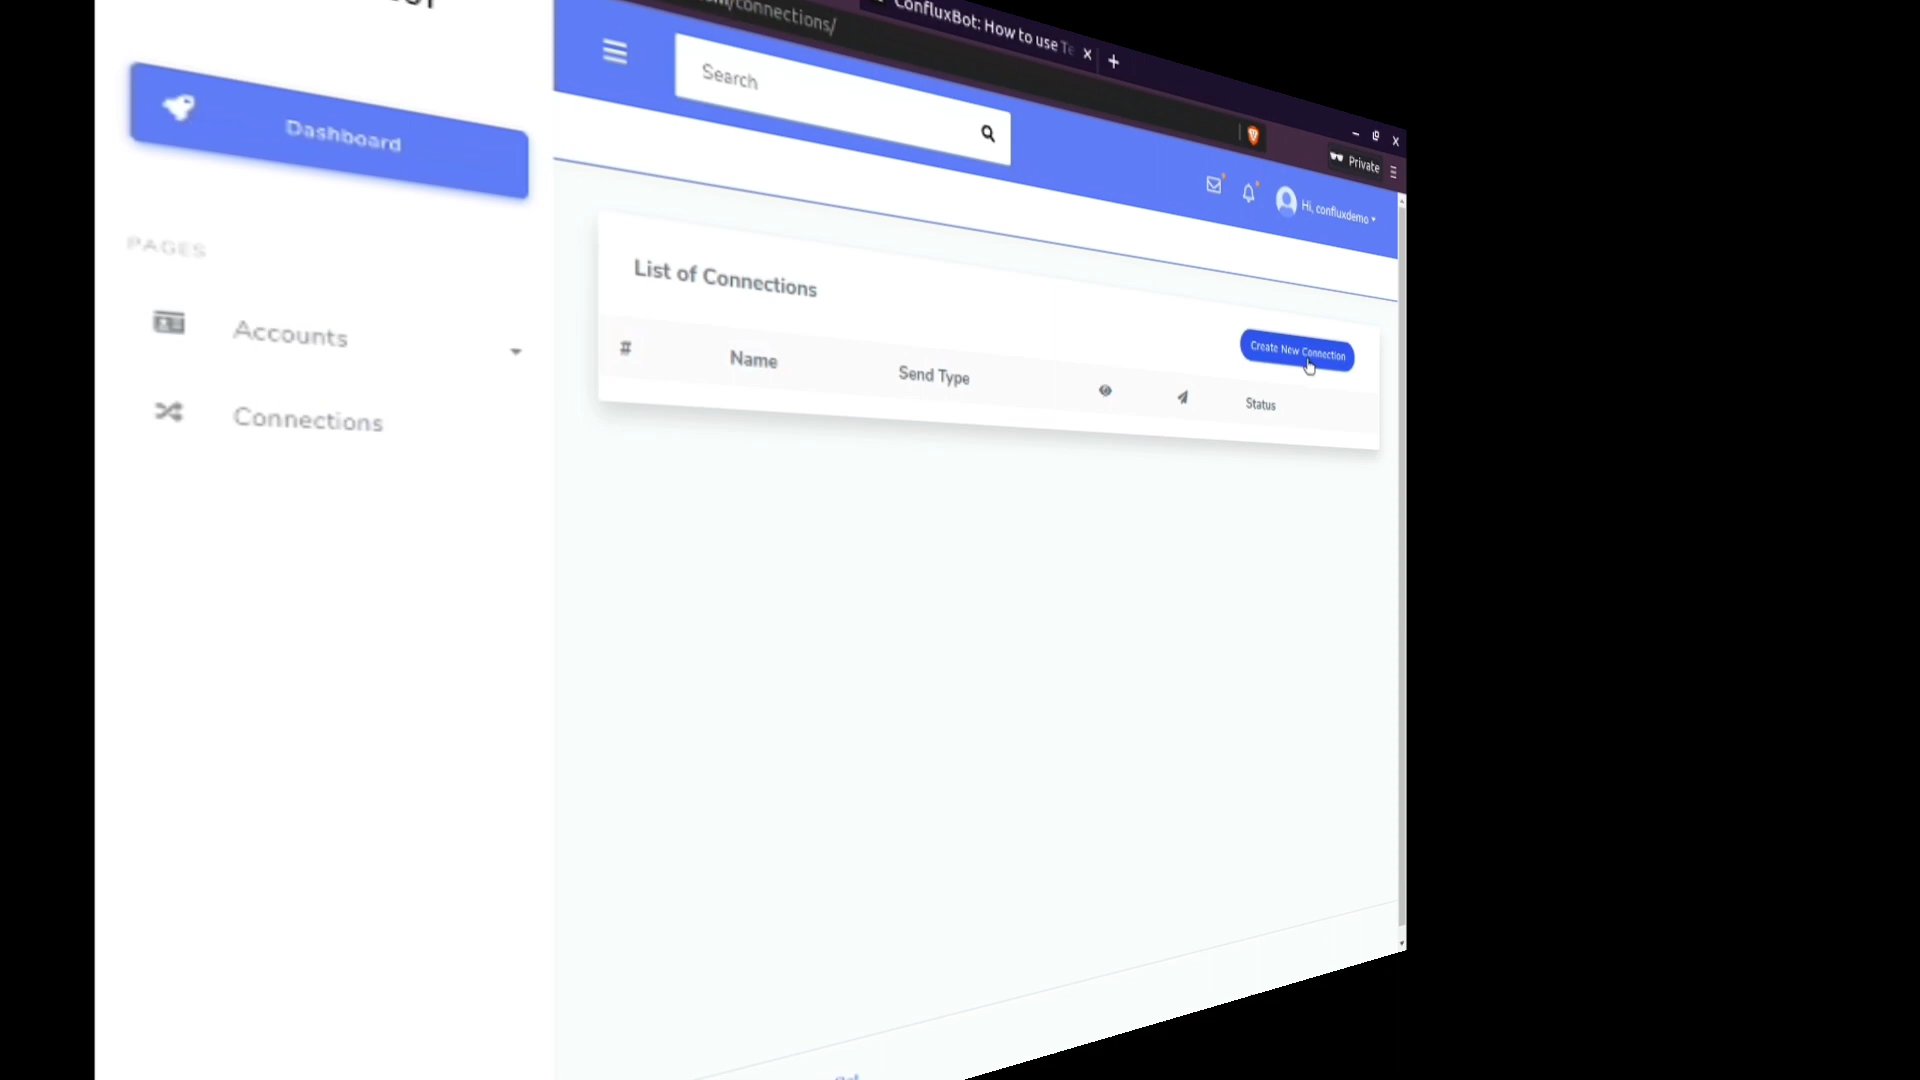 /connections/
ConfluxBot: How to use Te
Private
Search
Hi, confluxdemo
Dashboard
PAGES
Accounts
Connections
List of Connections
Create New Connection
# Name Send Type Status